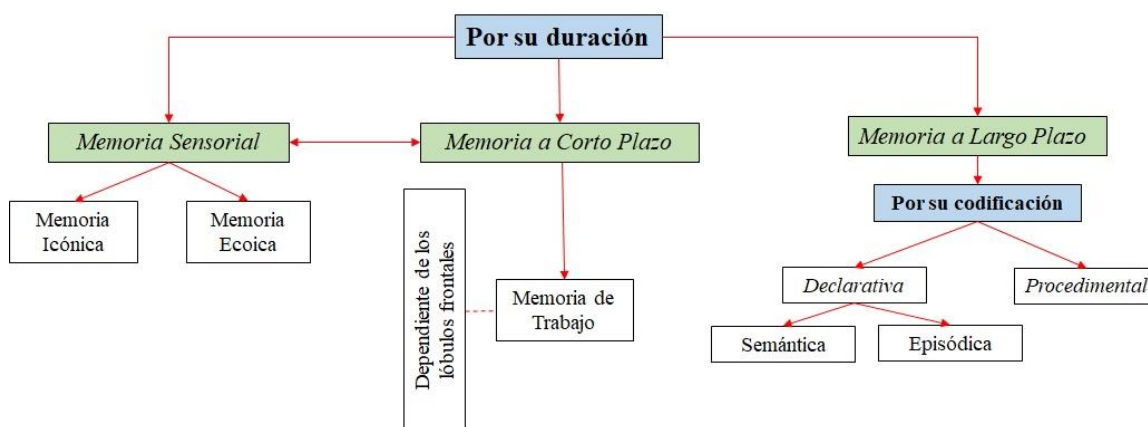 Por su duración
Memoria Sensorial
Memoria a Corto Plazo
Memoria a Largo Plazo
Memoria
Icónica
Memoria
Ecoica
Dependiente de los
lóbulos frontales
Memoria de
Trabajo
Por su codificación
Declarativa
Procedimental
Semántica
Episódica